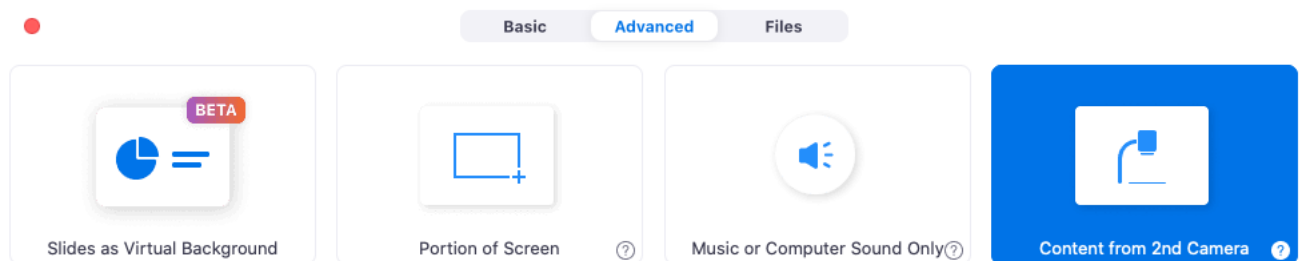 Basic Advanced Files
BETA
Slides as Virtual Background
Portion of Screen ?
Music or Computer Sound Only ?
Content from 2nd Camera ?